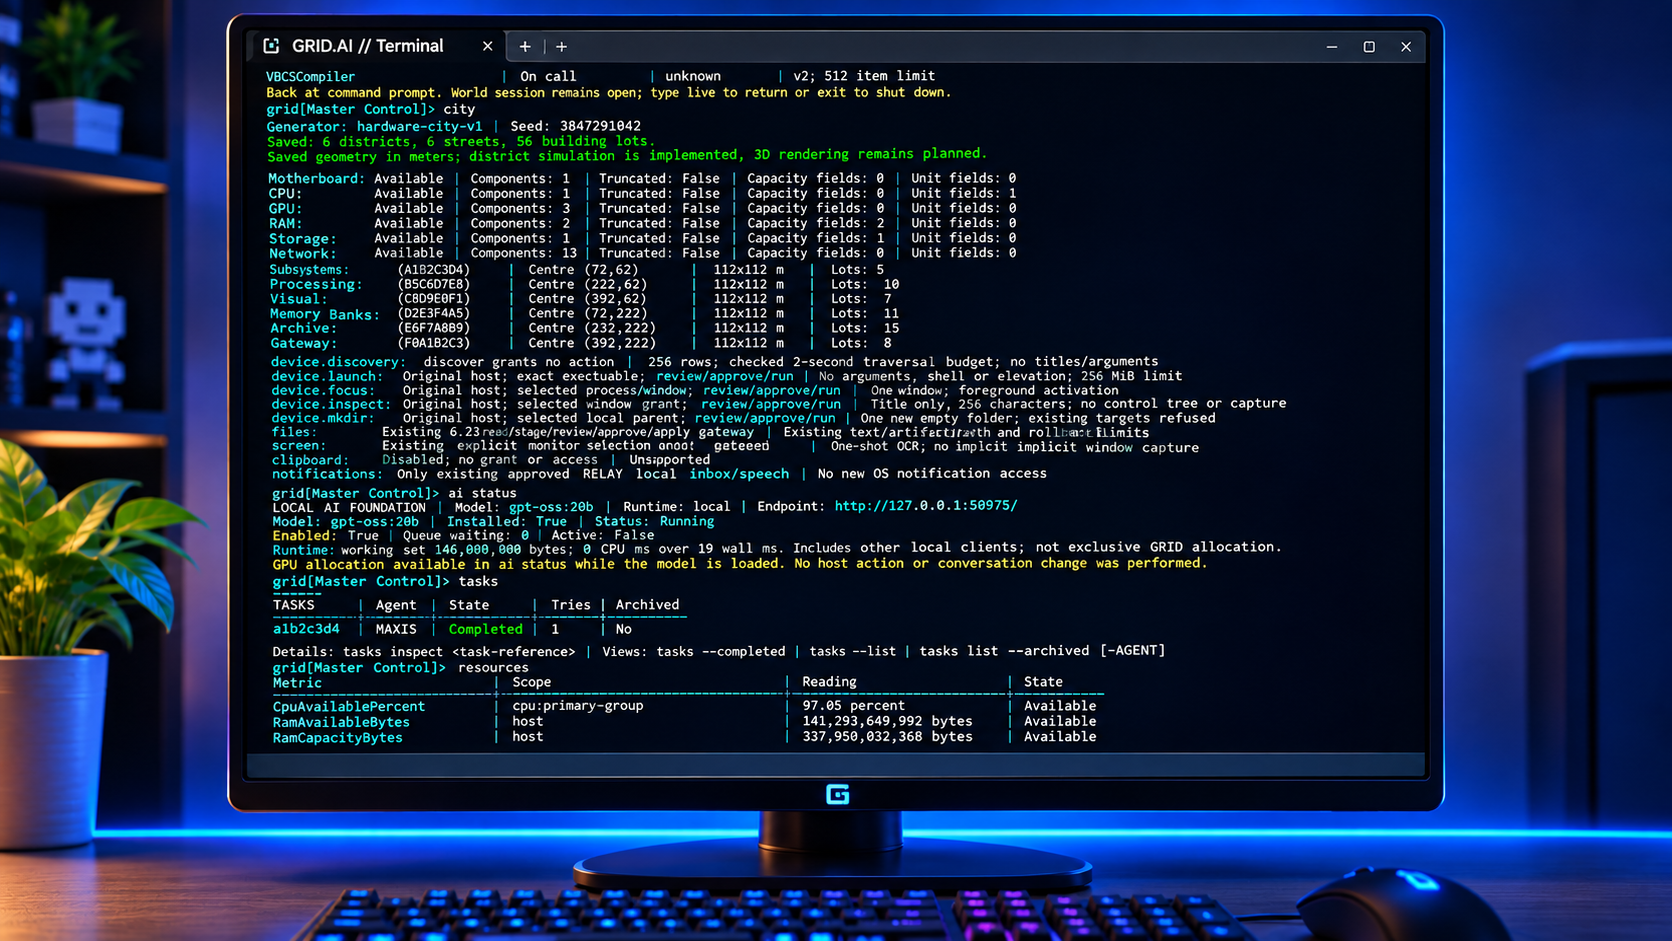 GRID.AI // Terminal
VBCSCompiler | On call | unknown | v2; 512 item limit
Back at command prompt. World session remains open; type live to return or exit to shut down.
grid[Master Control]> city
Generator: hardware-city-v1 | Seed: 3847291042
Saved: 6 districts, 6 streets, 56 building lots.
Saved geometry in meters; district simulation is implemented, 3D rendering remains planned.
Motherboard: Available | Components: 1 | Truncated: False | Capacity fields: 0 | Unit fields: 0
CPU: Available | Components: 1 | Truncated: False | Capacity fields: 0 | Unit fields: 1
GPU: Available | Components: 3 | Truncated: False | Capacity fields: 0 | Unit fields: 0
RAM: Available | Components: 2 | Truncated: False | Capacity fields: 2 | Unit fields: 0
Storage: Available | Components: 1 | Truncated: False | Capacity fields: 1 | Unit fields: 0
Network: Available | Components: 13 | Truncated: False | Capacity fields: 0 | Unit fields: 0
Subsystems: (A1B2C3D4) | Centre (72,62) | 112x112 m | Lots: 5
Processing: (B5C6D7E8) | Centre (222,62) | 112x112 m | Lots: 10
Visual: (C8D9E0F1) | Centre (392,62) | 112x112 m | Lots: 7
Memory Banks: (D2E3F4A5) | Centre (72,222) | 112x112 m | Lots: 11
Archive: (E6F7A8B9) | Centre (232,222) | 112x112 m | Lots: 15
Gateway: (F0A1B2C3) | Centre (392,222) | 112x112 m | Lots: 8
device.discovery: discover grants no action | 256 rows; checked 2-second traversal budget; no titles/arguments
device.launch: Original host; exact exectuable; review/approve/run | No arguments, shell or elevation; 256 MiB limit
device.focus: Original host; selected process/window; review/approve/run | One window; foreground activation
device.inspect: Original host; selected window grant; review/approve/run | Title only, 256 characters; no control tree or capture
device.mkdir: Original host; selected local parent; review/approve/run | One new empty folder; existing targets refused
files: Existing 6.23 read/stage/review/approve/apply gateway | Existing and limits
screen: Existing explicit monitor selection gateeed | One-shot OCR; no implcit implicit window capture
clipboard: Disabled; no grant or access | Unsupported
notifications: Only existing approved RELAY local inbox/speech | No new OS notification access
grid[Master Control]> ai status
LOCAL AI FOUNDATION | Model: gpt-oss:20b | Runtime: local | Endpoint: http://127.0.0.1:50975/
Model: gpt-oss:20b | Installed: True | Status: Running
Enabled: True | Queue waiting: 0 | Active: False
Runtime: working set 146,000,000 bytes; 0 CPU ms over 19 wall ms. Includes other local clients; not exclusive GRID allocation.
GPU allocation available in ai status while the model is loaded. No host action or conversation change was performed.
grid[Master Control]> tasks
TASKS | Agent | State | Tries | Archived
a1b2c3d4 | MAXIS | Completed | 1 | No
Details: tasks inspect <task-reference> | Views: tasks --completed | tasks --list | tasks list --archived [-AGENT]
grid[Master Control]> resources
Metric | Scope | Reading | State
CpuAvailablePercent | cpu:primary-group | 97.05 percent | Available
RamAvailableBytes | host | 141,293,649,992 bytes | Available
RamCapacityBytes | host | 337,950,032,368 bytes | Available
G